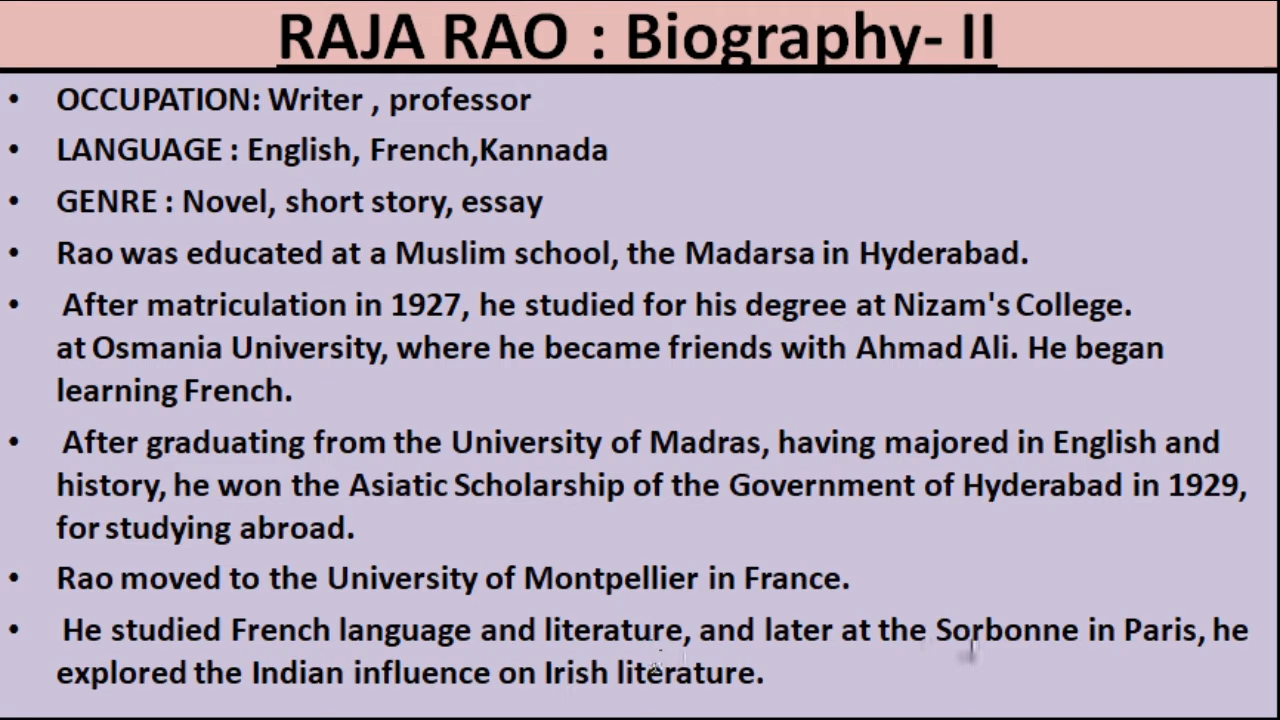 RAJA RAO : Biography- II
• OCCUPATION: Writer , professor
• LANGUAGE : English, French,Kannada
• GENRE : Novel, short story, essay
• Rao was educated at a Muslim school, the Madarsa in Hyderabad.
• After matriculation in 1927, he studied for his degree at Nizam's College.
at Osmania University, where he became friends with Ahmad Ali. He began
learning French.
• After graduating from the University of Madras, having majored in English and
history, he won the Asiatic Scholarship of the Government of Hyderabad in 1929,
for studying abroad.
• Rao moved to the University of Montpellier in France.
• He studied French language and literature, and later at the Sorbonne in Paris, he
explored the Indian influence on Irish literature.